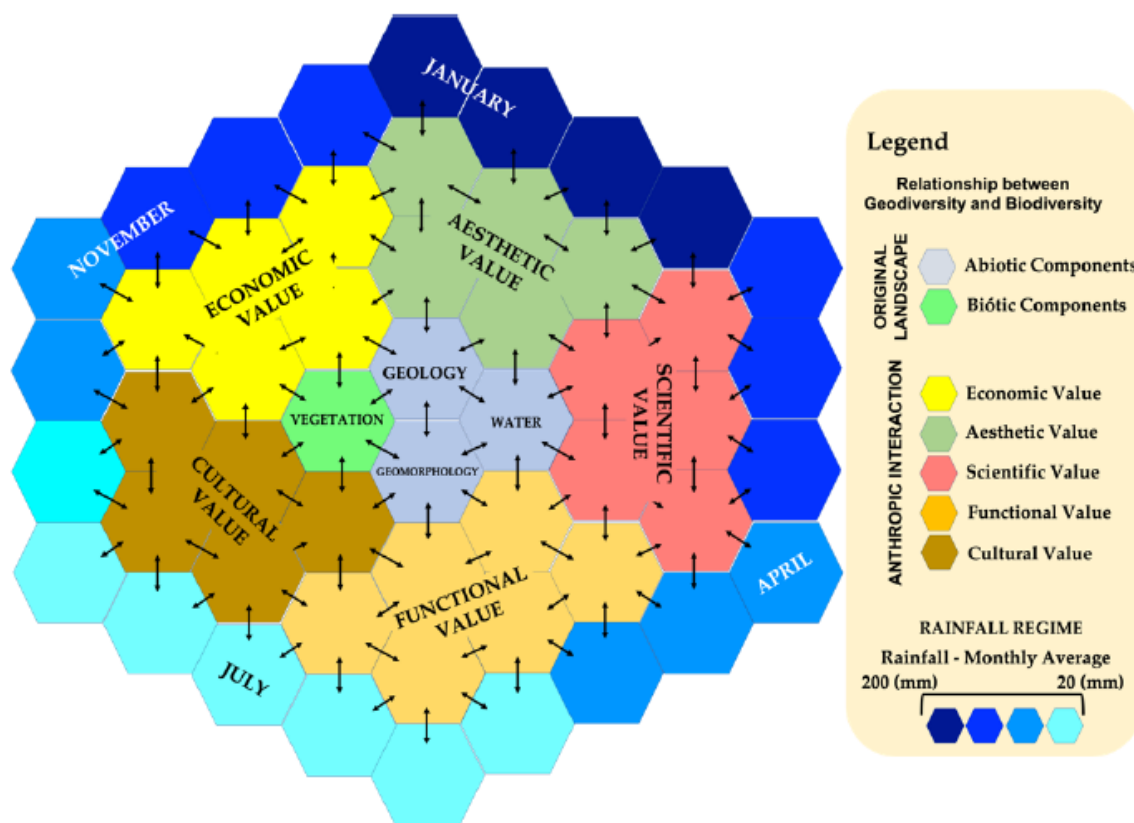 JANUARY
NOVEMBER
AESTHETIC
VALUE
ECONOMIC
VALUE
GEOLOGY
VEGETATION
WATER
SCIENTIFIC
VALUE
GEOMORPHOLOGY
CULTURAL
VALUE
FUNCTIONAL
VALUE
APRIL
JULY
Legend
Relationship between
Geodiversity and Biodiversity
ORIGINAL
LANDSCAPE
Abiotic Components
Biótic Components
ANTHROPIC INTERACTION
Economic Value
Aesthetic Value
Scientific Value
Functional Value
Cultural Value
RAINFALL REGIME
Rainfall - Monthly Average
200 (mm) 20 (mm)